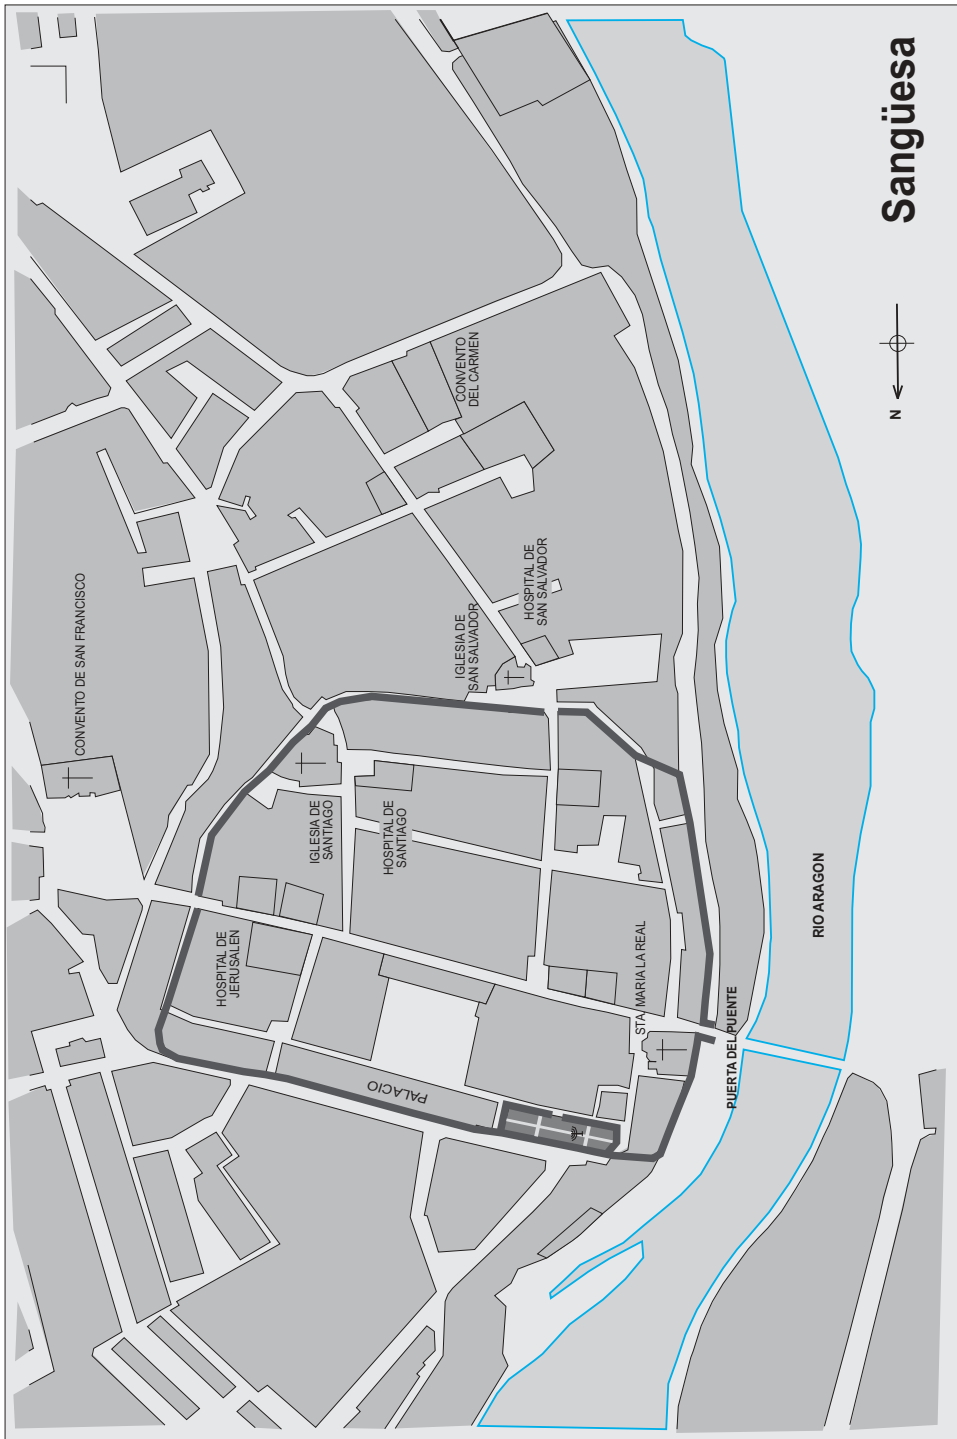 Sangüesa
N
CONVENTO DE SAN FRANCISCO
CONVENTO
DEL CARMEN
HOSPITAL DE
SAN SALVADOR
IGLESIA DE
SAN SALVADOR
IGLESIA DE
SANTIAGO
HOSPITAL DE
SANTIAGO
HOSPITAL DE
JERUSALEN
STA. MARIA LA REAL
PALACIO
PUERTA DEL PUENTE
RIO ARAGON